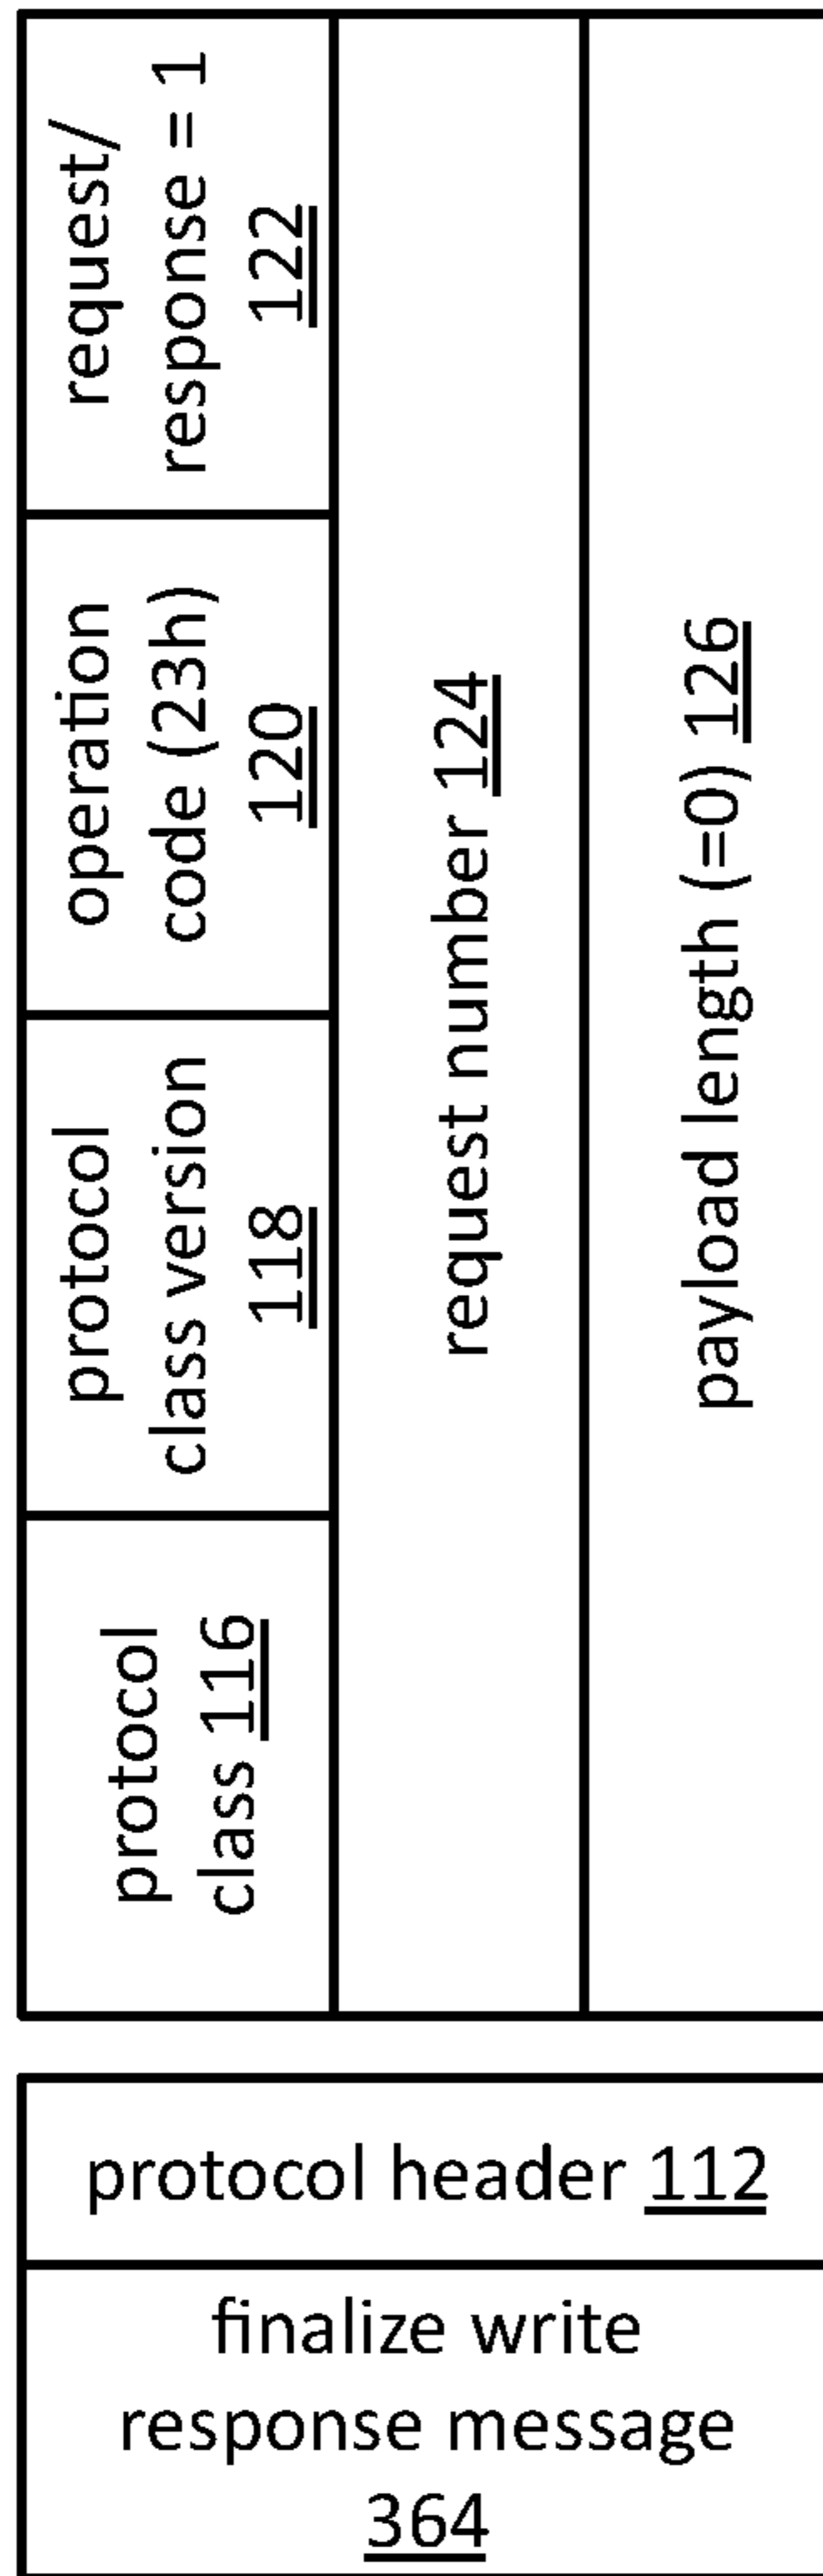 protocol
class 116
protocol
class version
118
operation
code (23h)
120
request/
response = 1
122
request number 124
payload length (=0) 126
protocol header 112
finalize write
response message
364